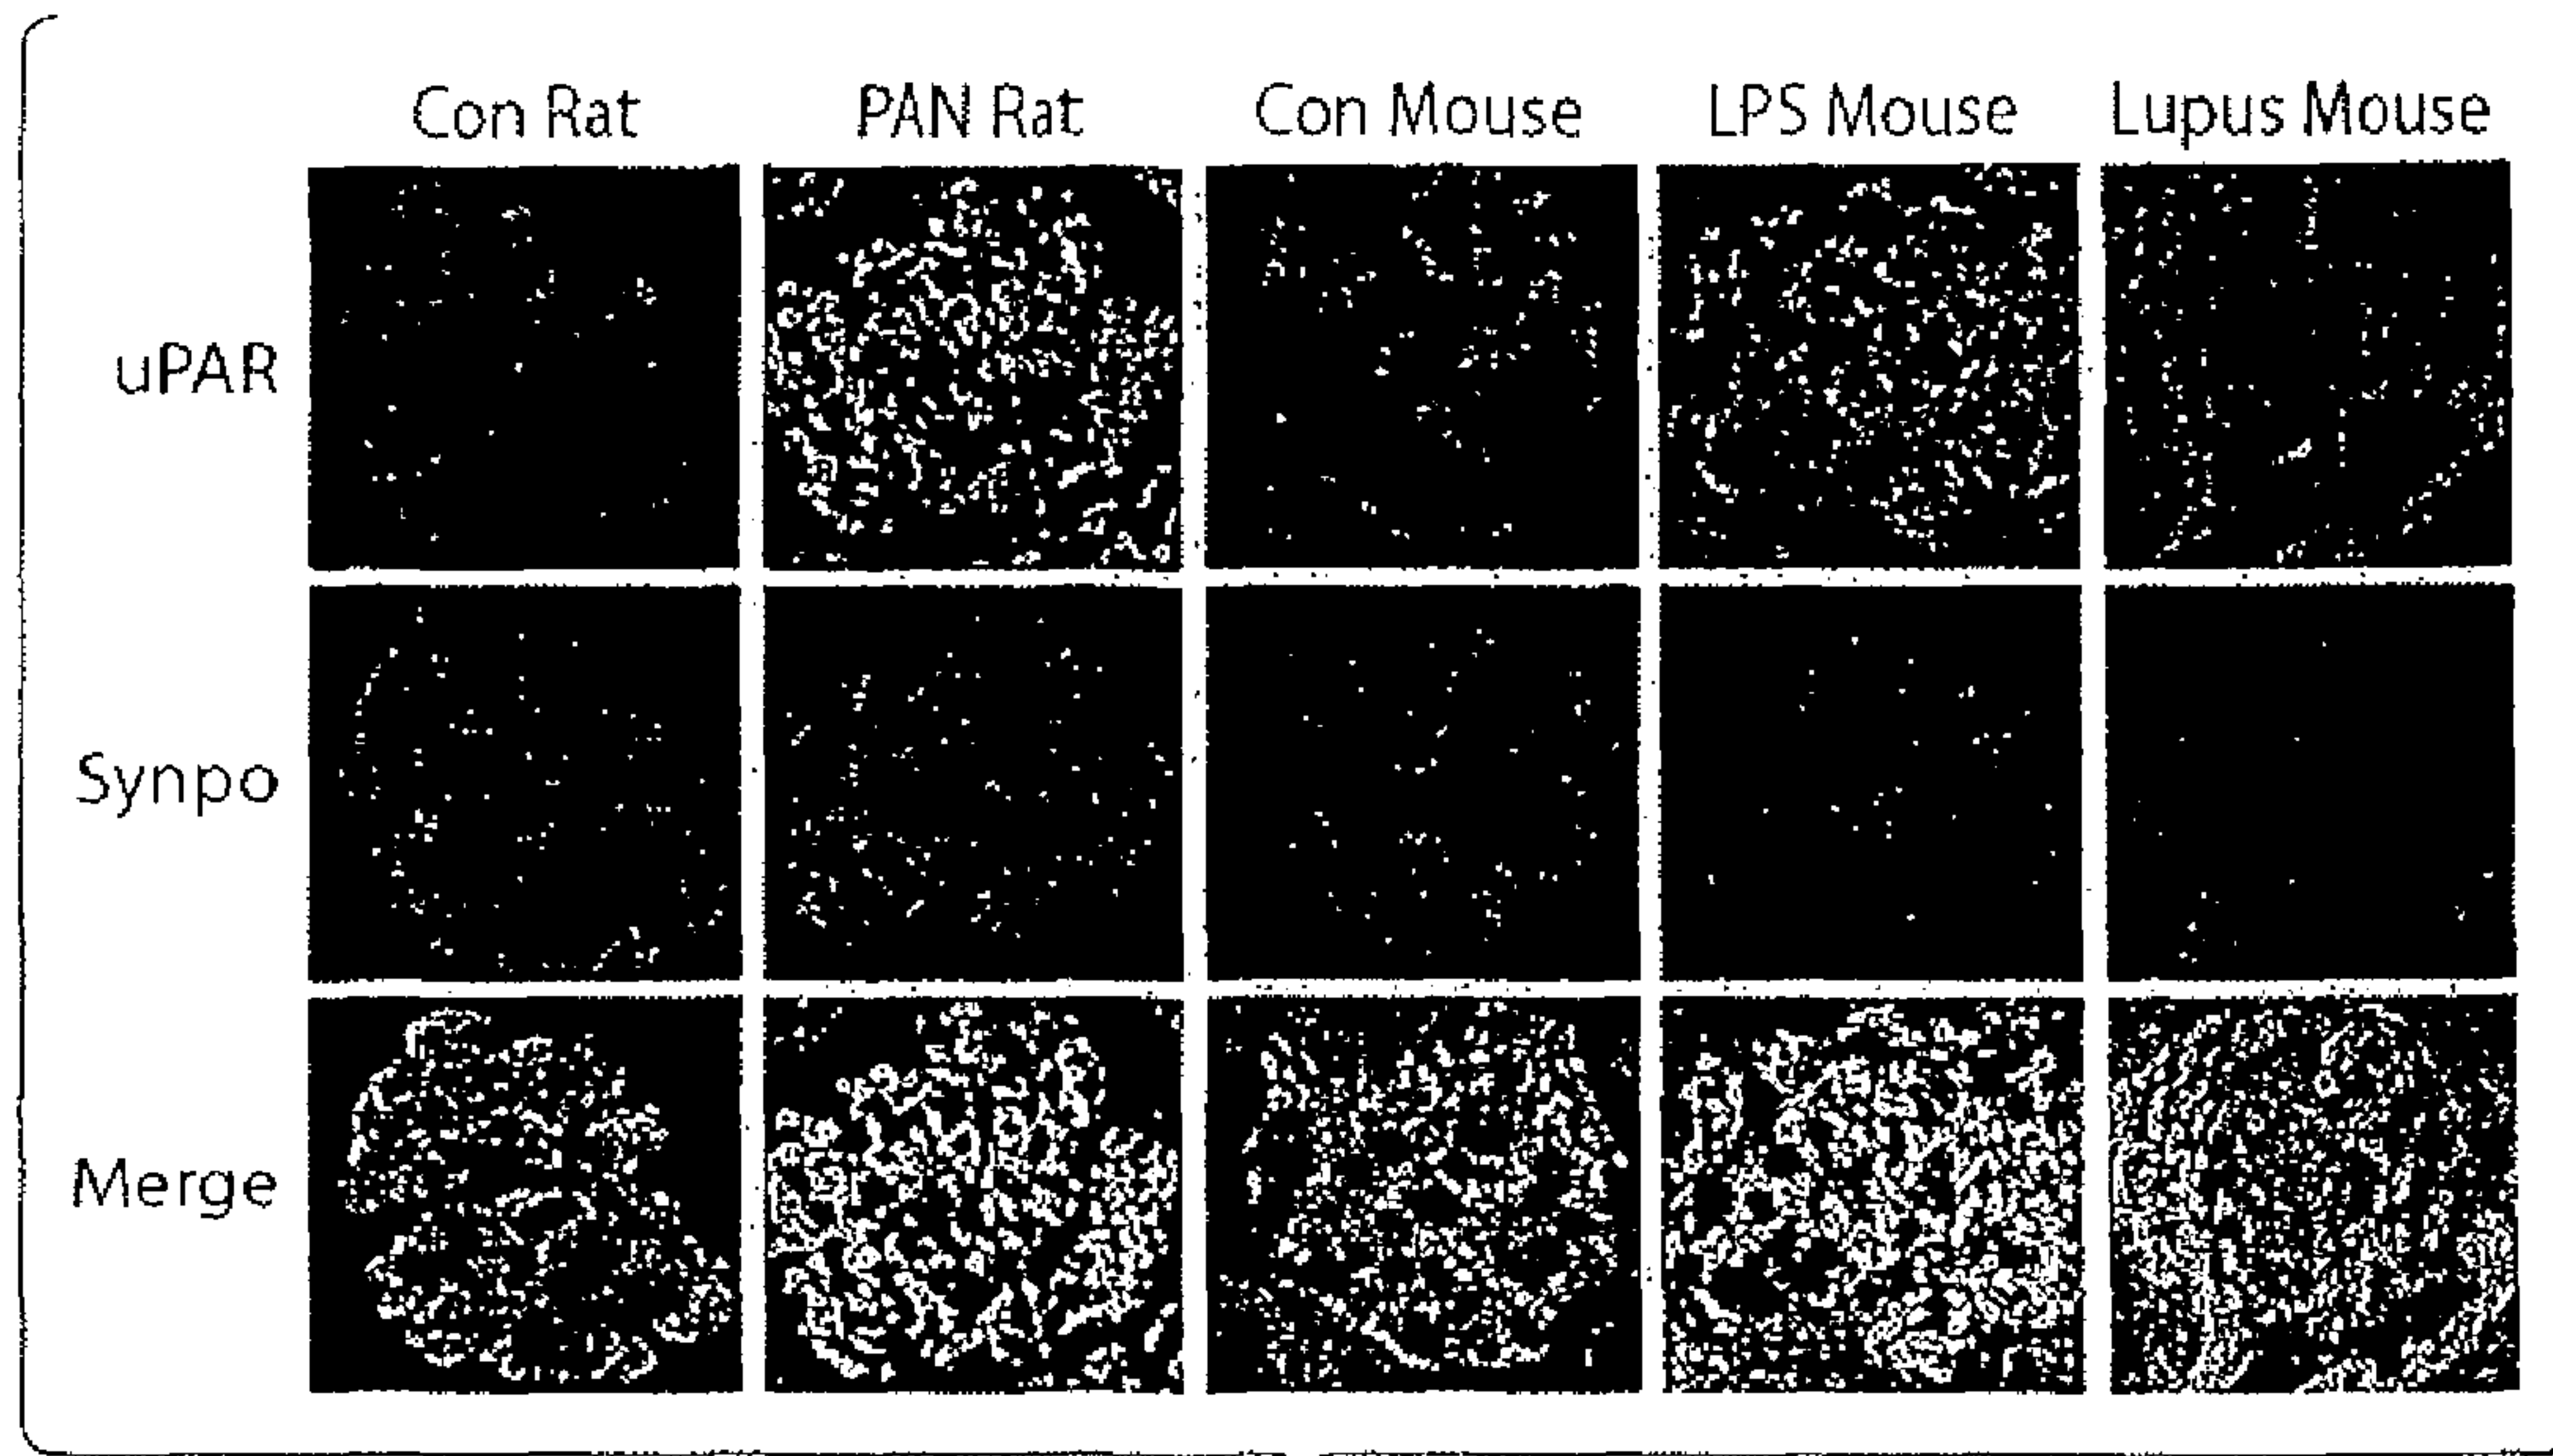 Con Rat PAN Rat Con Mouse LPS Mouse Lupus Mouse
uPAR
Synpo
Merge